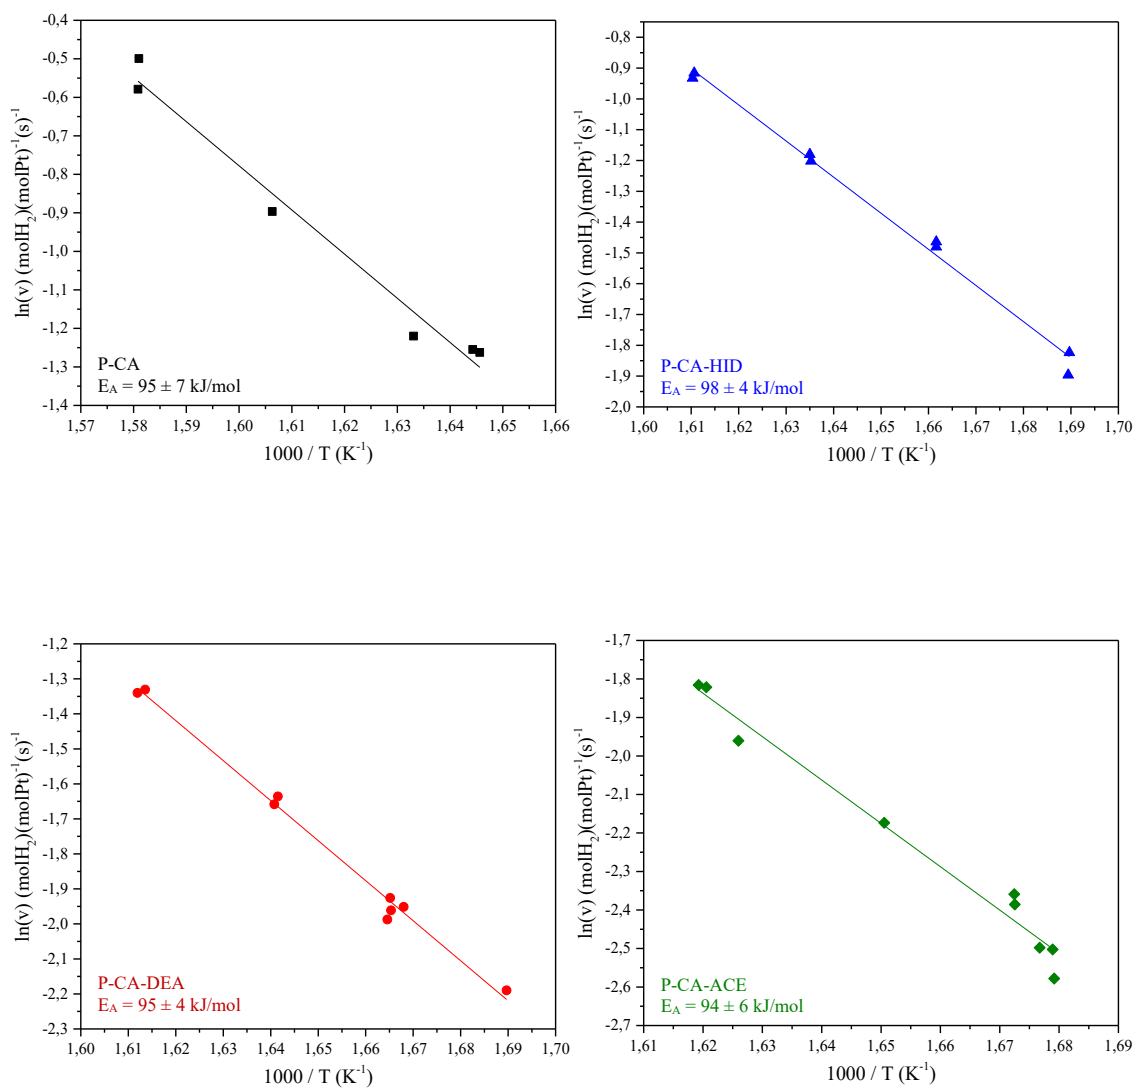 -0,4
-0,5
-0,6
-0,7
-0,8
-0,9
-1,0
-1,1
-1,2
-1,3
-1,4
ln(v) (molH₂)(molPt)⁻¹(s)⁻¹
P-CA
E_A = 95 ± 7 kJ/mol
1,57 1,58 1,59 1,60 1,61 1,62 1,63 1,64 1,65 1,66
1000 / T (K⁻¹)
-0,8
-0,9
-1,0
-1,1
-1,2
-1,3
-1,4
-1,5
-1,6
-1,7
-1,8
-1,9
-2,0
ln(v) (molH₂)(molPt)⁻¹(s)⁻¹
P-CA-HID
E_A = 98 ± 4 kJ/mol
1,60 1,61 1,62 1,63 1,64 1,65 1,66 1,67 1,68 1,69 1,70
1000 / T (K⁻¹)
-1,2
-1,3
-1,4
-1,5
-1,6
-1,7
-1,8
-1,9
-2,0
-2,1
-2,2
-2,3
ln(v) (molH₂)(molPt)⁻¹(s)⁻¹
P-CA-DEA
E_A = 95 ± 4 kJ/mol
1,60 1,61 1,62 1,63 1,64 1,65 1,66 1,67 1,68 1,69 1,70
1000 / T (K⁻¹)
-1,7
-1,8
-1,9
-2,0
-2,1
-2,2
-2,3
-2,4
-2,5
-2,6
-2,7
ln(v) (molH₂)(molPt)⁻¹(s)⁻¹
P-CA-ACE
E_A = 94 ± 6 kJ/mol
1,61 1,62 1,63 1,64 1,65 1,66 1,67 1,68 1,69
1000 / T (K⁻¹)